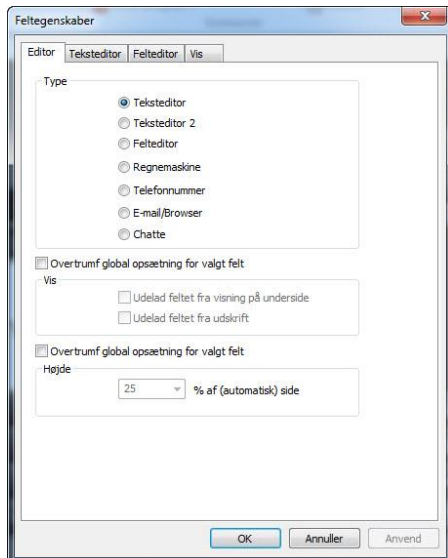 Feltegenskaber
Editor Teksteditor Felteditor Vis
Type
Teksteditor
Teksteditor 2
Felteditor
Regnemaskine
Telefonnummer
E-mail/Browser
Chatte
Overtrumf global opsætning for valgt felt
Vis
Udelad feltet fra visning på underside
Udelad feltet fra udskrift
Overtrumf global opsætning for valgt felt
Højde
25 % af (automatisk) side
OK Annuller Anvend